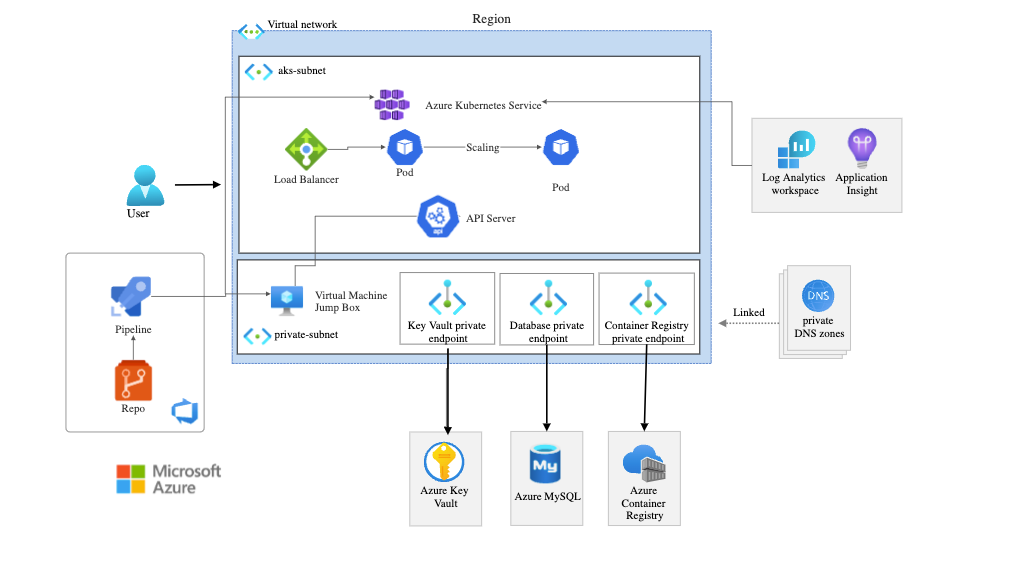 Region
Virtual network
aks-subnet
Azure Kubernetes Service
Load Balancer
Pod
Scaling
Pod
API Server
api
User
Log Analytics
workspace
Application
Insight
Pipeline
Repo
Virtual Machine
Jump Box
private-subnet
Key Vault private
endpoint
Database private
endpoint
Container Registry
private endpoint
Linked
DNS
private
DNS zones
Microsoft
Azure
Azure Key
Vault
My
Azure MySQL
Azure
Container
Registry